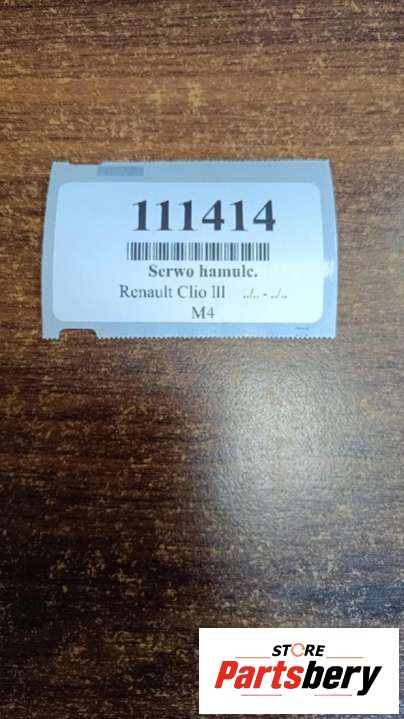 111414
Serwo hamulc.
Renault Clio III ../.. - ../..
M4
STORE
Partsbery